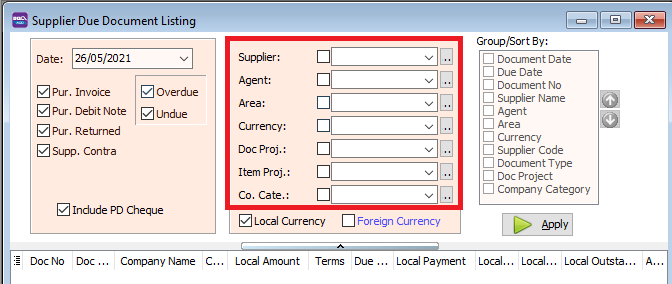 Supplier Due Document Listing
Date: 26/05/2021
Pur. Invoice
Pur. Debit Note
Pur. Returned
Supp. Contra
Overdue
Undue
Include PD Cheque
Supplier: ..
Agent: ..
Area: ..
Currency: ..
Doc Proj.: ..
Item Proj.: ..
Co. Cate.: ..
Local Currency Foreign Currency
Group/Sort By:
Document Date
Due Date
Document No
Supplier Name
Agent
Area
Currency
Supplier Code
Document Type
Doc Project
Company Category
Apply
Doc No Doc ... Company Name C... Local Amount Terms Due ... Local Payment Local... Local... Local Outsta... A...